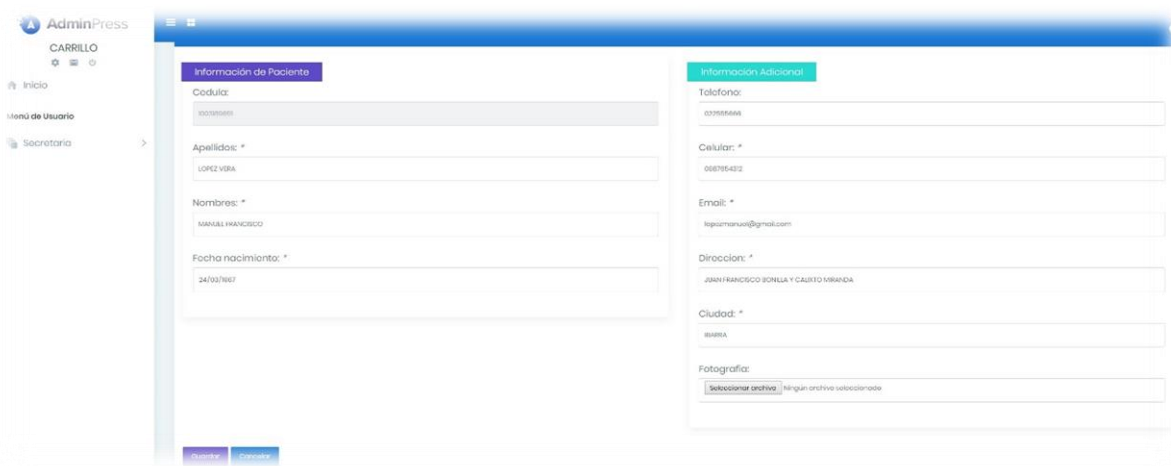 AdminPress
CARRILLO
Inicio
Menú de Usuario
Secretaria
Información de Paciente
Cedula:
Apellidos: *
LOPEZ VERA
Nombres: *
MANUEL FRANCISCO
Fecha nacimiento: *
Guardar
Cancelar
Información Adicional
Telefono:
Celular: *
0987654312
Email: *
lopezmanuel@gmail.com
Direccion: *
JUAN FRANCISCO BONILLA Y CALIXTO MIRANDA
Ciudad: *
IBARRA
Fotografia:
Seleccionar archivo Ningún archivo seleccionado